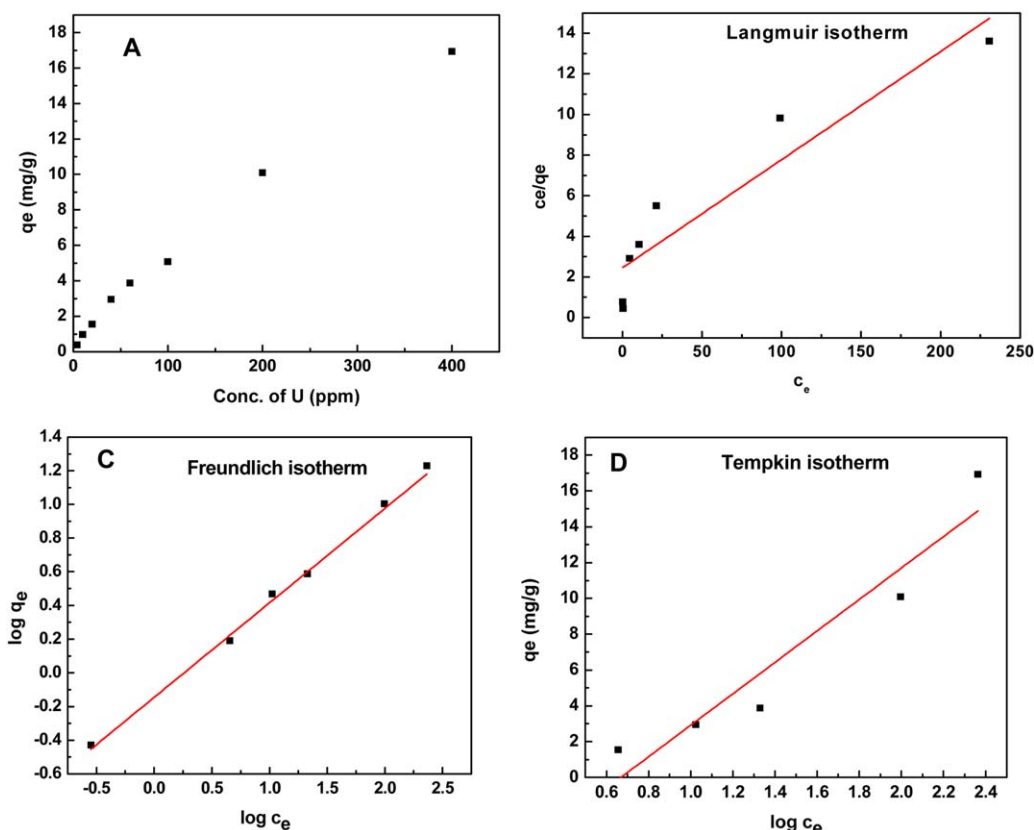 A
18
16
14
12
10
8
6
4
2
0
qe (mg/g)
0 100 200 300 400
Conc. of U (ppm)
Langmuir isotherm
14
12
10
8
6
4
2
0
ce/qe
0 50 100 150 200 250
ce
C
Freundlich isotherm
1.4
1.2
1.0
0.8
0.6
0.4
0.2
0.0
-0.2
-0.4
-0.6
log qe
-0.5 0.0 0.5 1.0 1.5 2.0 2.5
log ce
D
Tempkin isotherm
18
16
14
12
10
8
6
4
2
0
qe (mg/g)
0.6 0.8 1.0 1.2 1.4 1.6 1.8 2.0 2.2 2.4
log ce